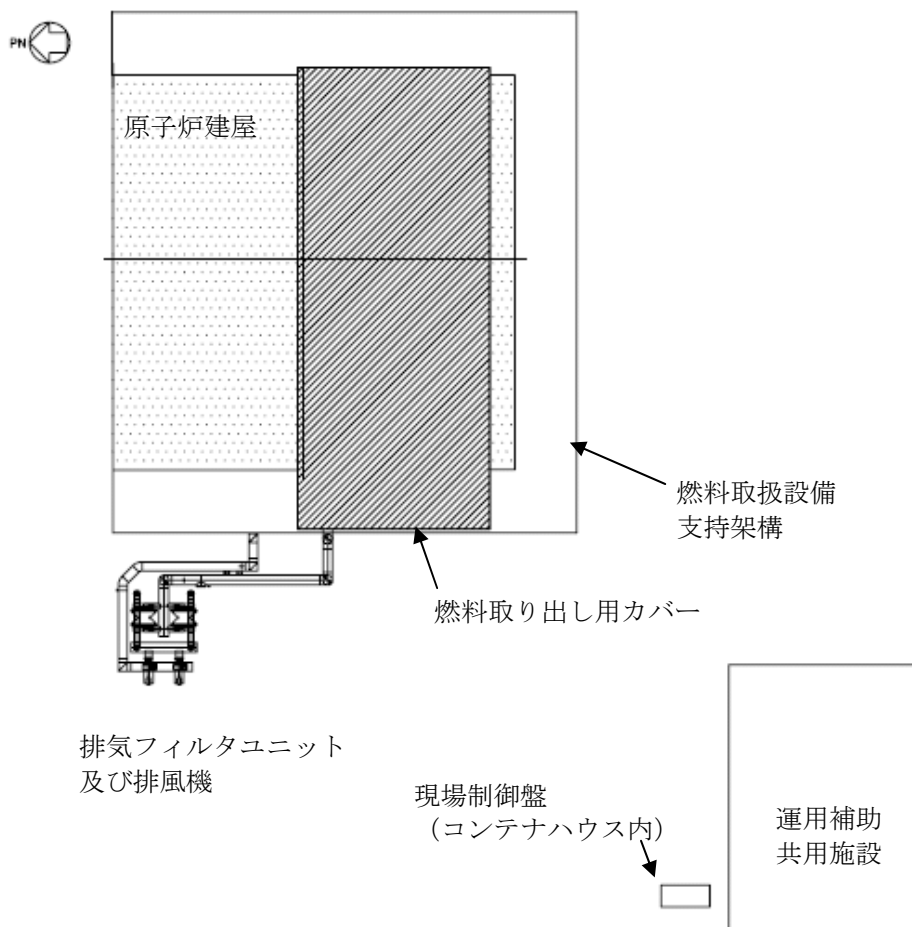 PN
原子炉建屋
燃料取扱設備
支持架構
燃料取り出し用カバー
排気フィルタユニット
及び排風機
現場制御盤
（コンテナハウス内）
運用補助
共用施設